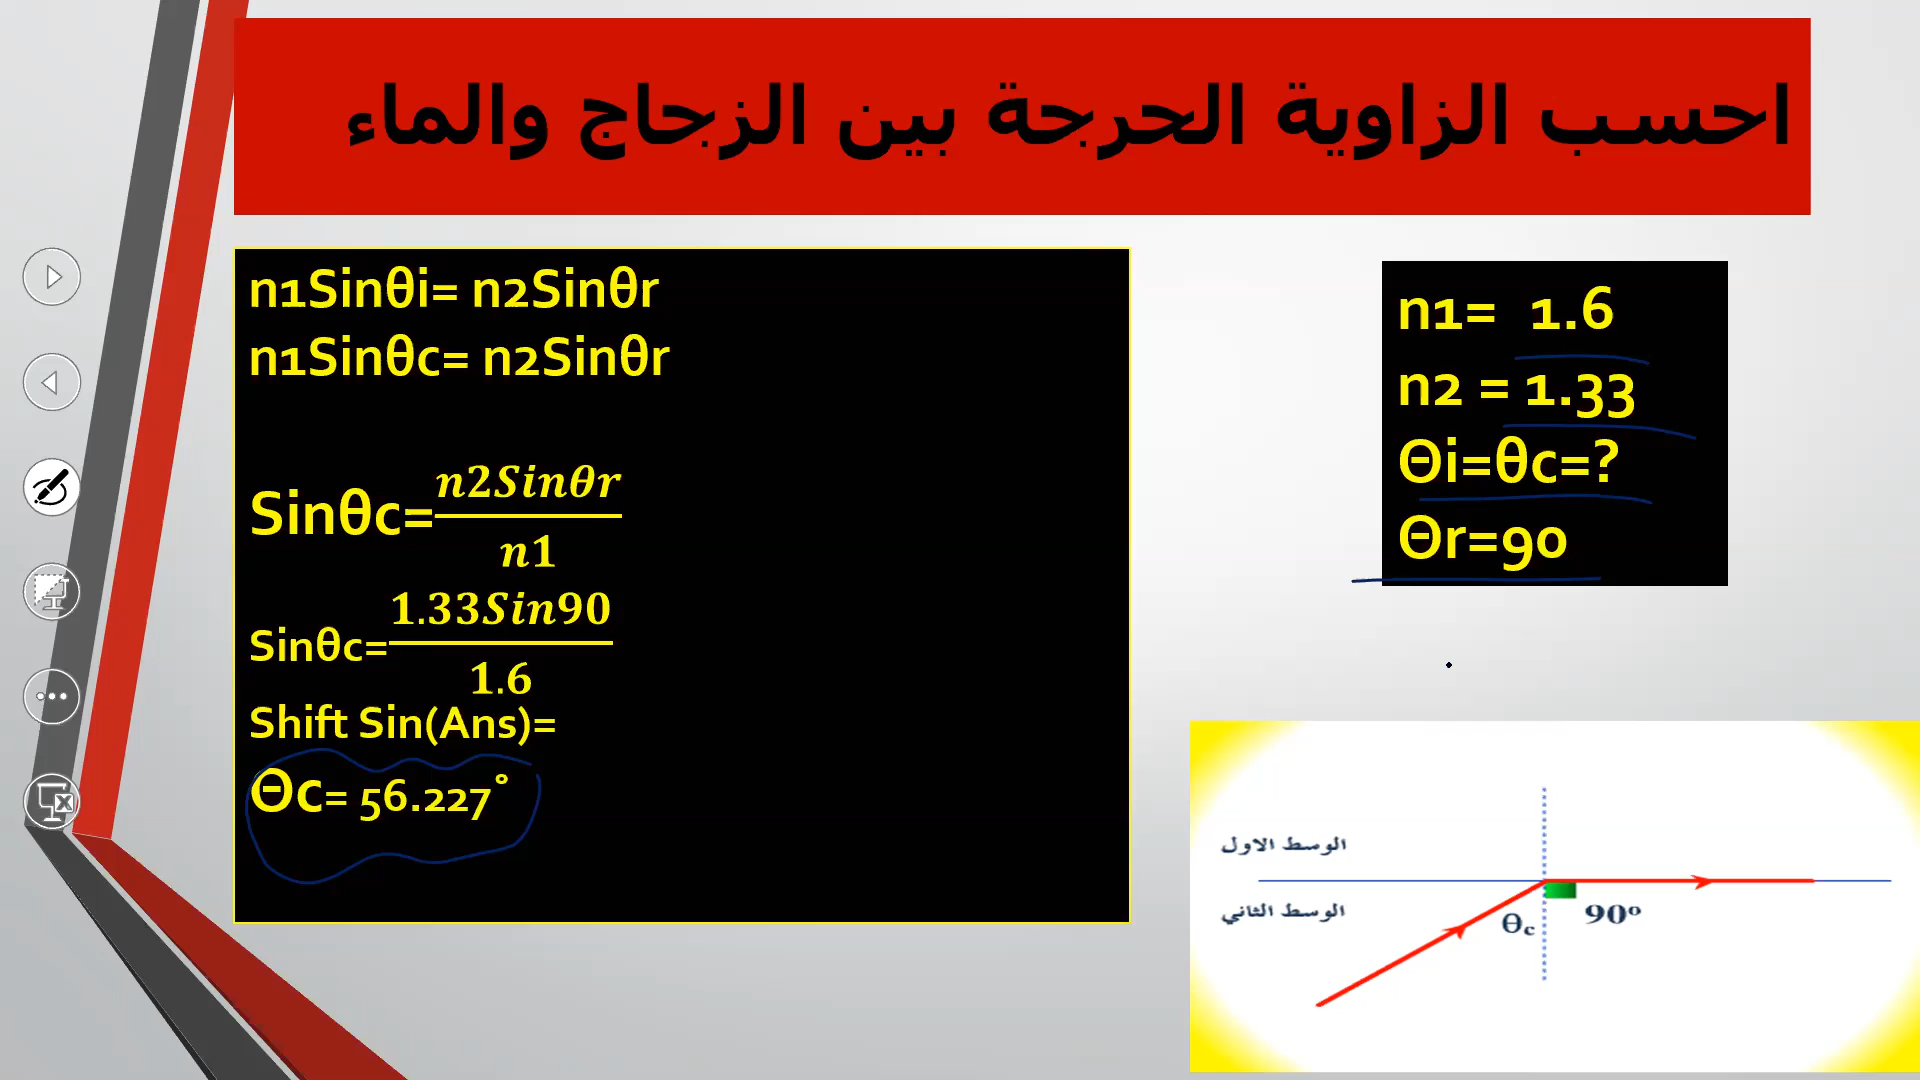 احسب الزاوية الحرجة بين الزجاج والماء
n1Sinθi= n2Sinθr
n1Sinθc= n2Sinθr
Sinθc=n2Sinθr/n1
Sinθc=1.33Sin90/1.6
Shift Sin(Ans)=
Θc= 56.227°
n1= 1.6
n2 = 1.33
Θi=θc=?
Θr=90
الوسط الاول
الوسط الثاني
Θc
90º